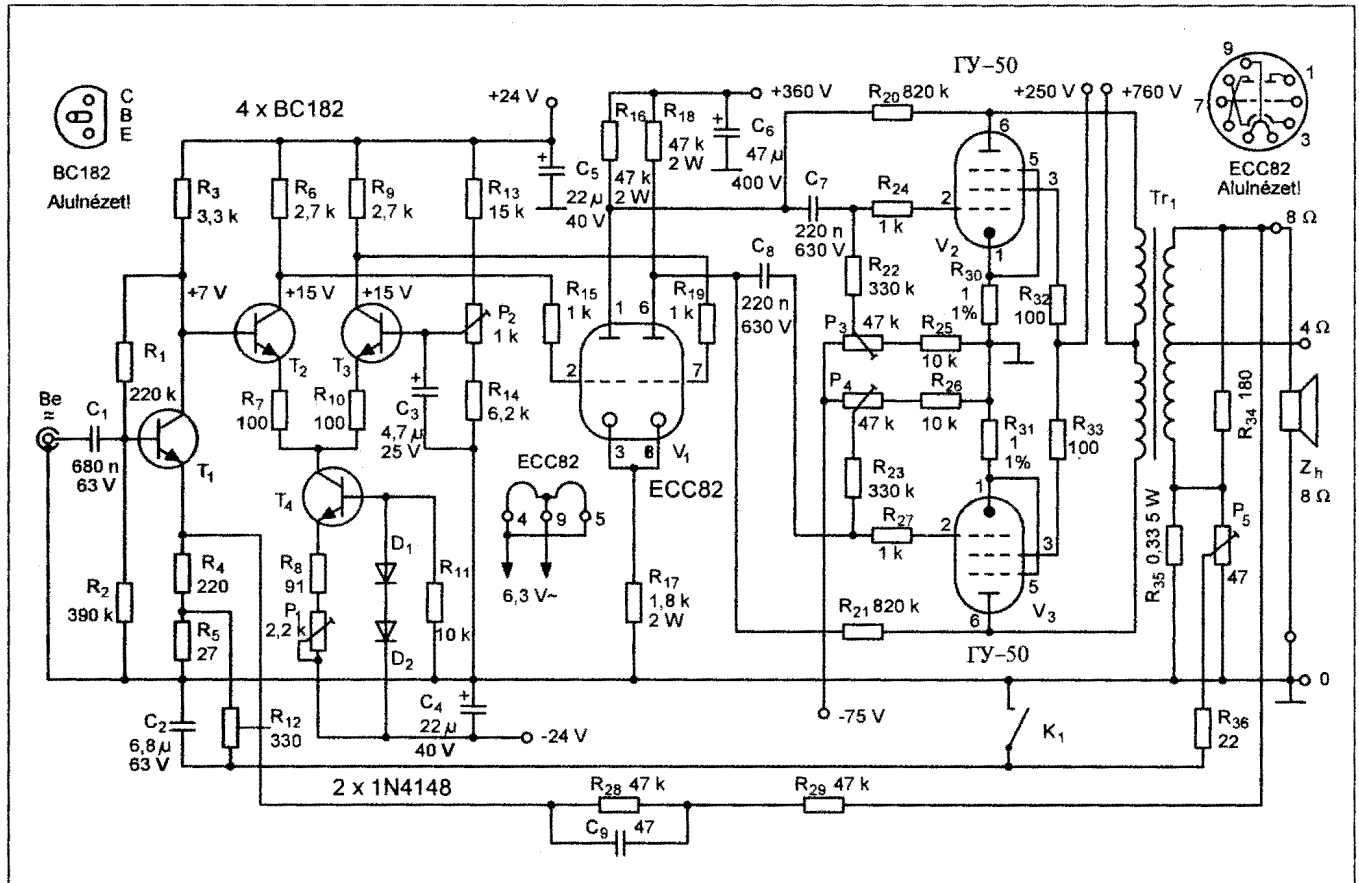 C
B
E
BC182
Alulnézet!
4 x BC182
+24 V
+360 V
ГУ–50
+250 V
+760 V
9
1
7
3
ECC82
Alulnézet!
R3
3,3 k
R6
2,7 k
R9
2,7 k
R13
15 k
C5
22 µ
40 V
R16
47 k
2 W
R18
47 k
2 W
C6
47 µ
400 V
R20 820 k
C7
220 n
630 V
R24
1 k
2
6
5
3
1
V2
Tr1
8 Ω
4 Ω
+7 V
+15 V
+15 V
T2
T3
R1
220 k
R7
100
R10
100
P2
1 k
C3
4,7 µ
25 V
R14
6,2 k
R15
1 k
R19
1 k
1
6
2
7
3
8
V1
ECC82
C8
220 n
630 V
R22
330 k
R30
1
1%
R32
100
P3
47 k
R25
10 k
P4
47 k
R26
10 k
R31
1
1%
R33
100
R23
330 k
R27
1 k
2
1
3
5
6
V3
ГУ–50
R34 180
Zh
8 Ω
P5
47
R35 0,33 5 W
Be
≂
C1
680 n
63 V
T1
R2
390 k
R4
220
R5
27
T4
R8
91
P1
2,2 k
D1
D2
R11
10 k
ECC82
4
9
5
6,3 V~
R17
1,8 k
2 W
R21 820 k
0
C2
6,8 µ
63 V
R12
330
C4
22 µ
40 V
-24 V
-75 V
K1
R36
22
2 x 1N4148
R28 47 k
C9 47
R29 47 k